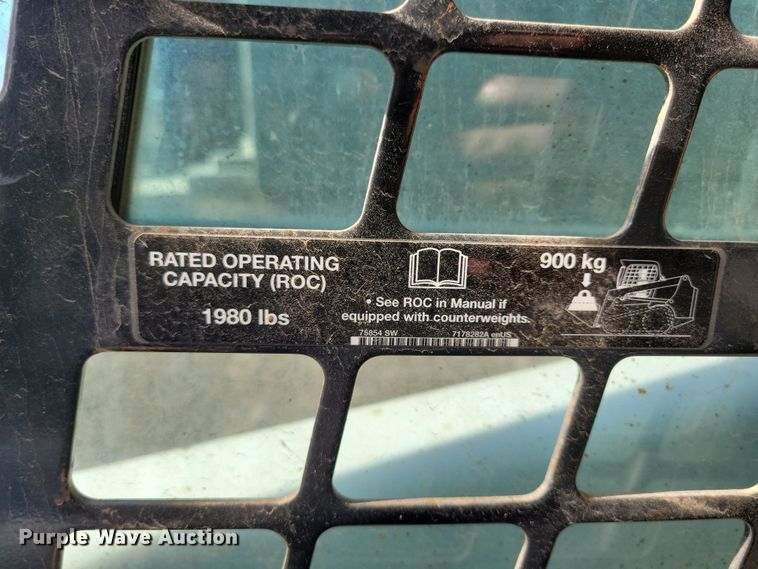 RATED OPERATING
CAPACITY (ROC)
1980 lbs
• See ROC in Manual if
equipped with counterweights.
75854 SW 7178282A enUS
900 kg
Purple Wave Auction